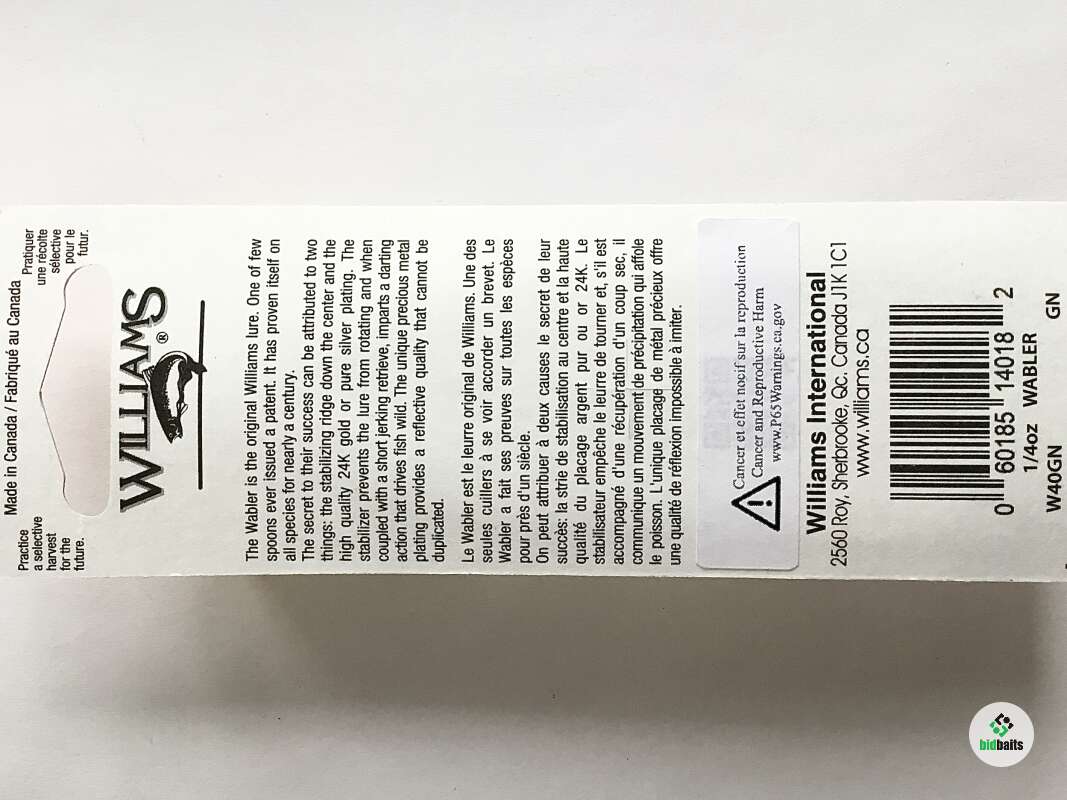 Made in Canada / Fabriqué au Canada
Practice
a selective
harvest
for the
future.
Pratiquer
une récolte
sélective
pour le
futur.
WILLIAMS®
The Wabler is the original Williams lure. One of few
spoons ever issued a patent. It has proven itself on
all species for nearly a century.
The secret to their success can be attributed to two
things: the stabilizing ridge down the center and the
high quality 24K gold or pure silver plating. The
stabilizer prevents the lure from rotating and when
coupled with a short jerking retrieve, imparts a darting
action that drives fish wild. The unique precious metal
plating provides a reflective quality that cannot be
duplicated.
Le Wabler est le leurre original de Williams. Une des
seules cuillers à se voir accorder un brevet. Le
Wabler a fait ses preuves sur toutes les espèces
pour près d'un siècle.
On peut attribuer à deux causes le secret de leur
succès: la strie de stabilisation au centre et la haute
qualité du placage argent pur ou or 24K. Le
stabilisateur empêche le leurre de tourner et, s'il est
accompagné d'une récupération d'un coup sec, il
communique un mouvement de précipitation qui affole
le poisson. L'unique placage de métal précieux offre
une qualité de réflexion impossible à imiter.
Cancer et effet nocif sur la reproduction
Cancer and Reproductive Harm
www.P65Warnings.ca.gov
Williams International
2560 Roy, Sherbrooke, Qc. Canada J1K 1C1
www.williams.ca
0 60185 14018 2
1/4oz WABLER
W40GN GN
bidbaits